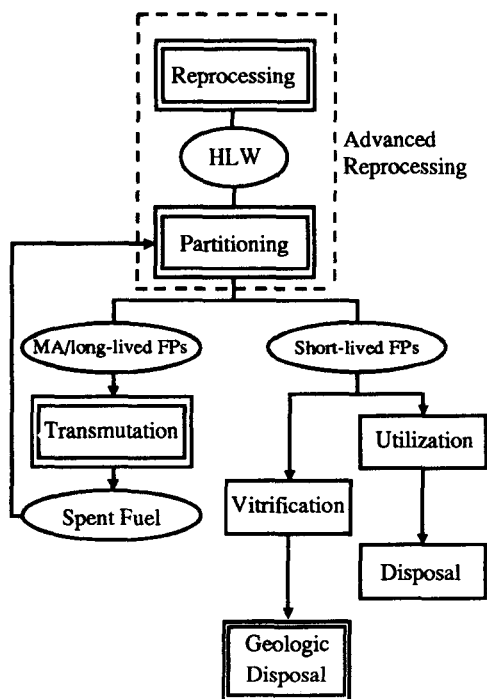 Reprocessing
HLW
Advanced
Reprocessing
Partitioning
MA/long-lived FPs
Short-lived FPs
Transmutation
Utilization
Vitrification
Spent Fuel
Disposal
Geologic
Disposal